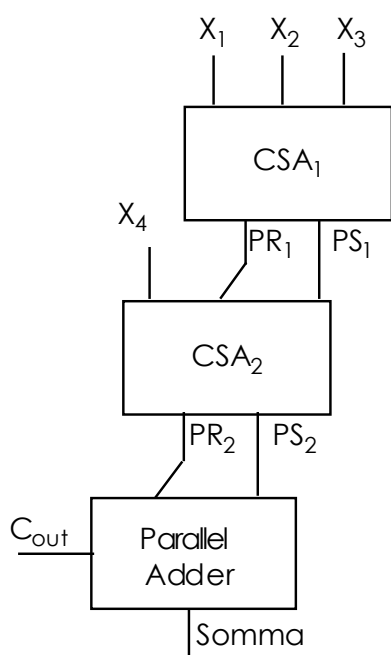 X₁ X₂ X₃
CSA₁
X₄
PR₁ PS₁
CSA₂
PR₂ PS₂
Cout
Parallel
Adder
Somma